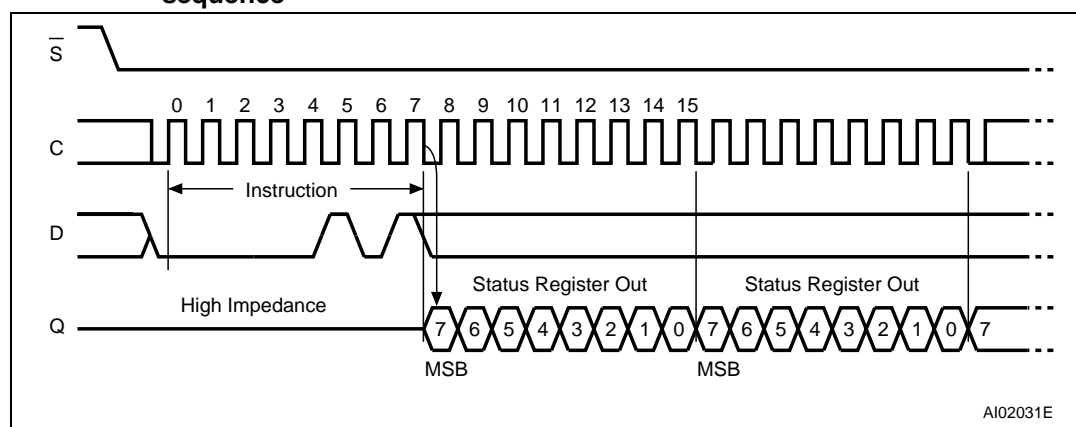 sequence
S
0 1 2 3 4 5 6 7 8 9 10 11 12 13 14 15
C
Instruction
D
Status Register Out Status Register Out
High Impedance
Q
7 6 5 4 3 2 1 0 7 6 5 4 3 2 1 0 7
MSB MSB
AI02031E